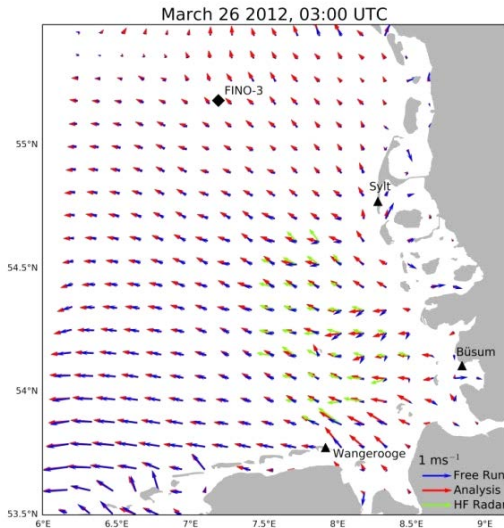 March 26 2012, 03:00 UTC
FINO-3
55°N
Sylt
54.5°N
Büsum
54°N
Wangerooge
1 ms⁻¹
Free Run
Analysis
HF Radar
53.5°N
6°E
6.5°E
7°E
7.5°E
8°E
8.5°E
9°E